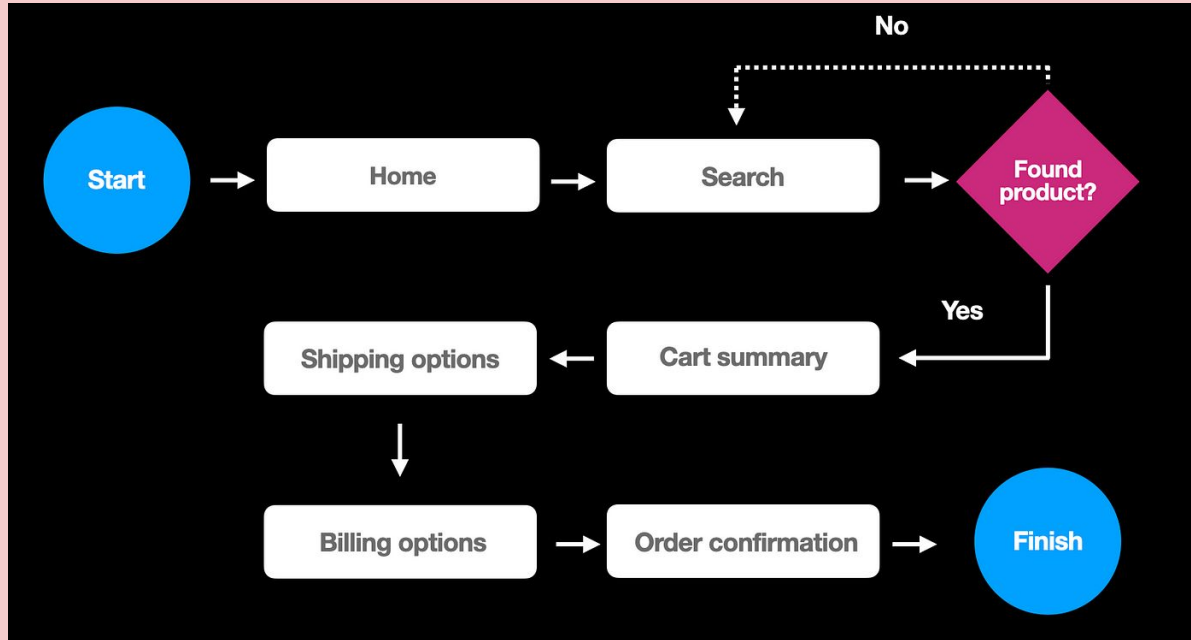 No
Start
Home
Search
Found
product?
Yes
Shipping options
Cart summary
Billing options
Order confirmation
Finish